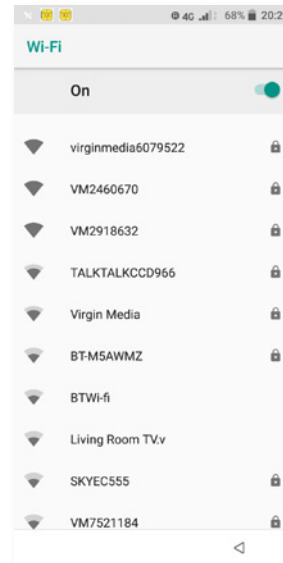 4G 68% 20:2
Wi-Fi
On
virginmedia6079522
VM2460670
VM2918632
TALKTALKCCD966
Virgin Media
BT-M5AWMZ
BTWi-fi
Living Room TV.v
SKYEC555
VM7521184